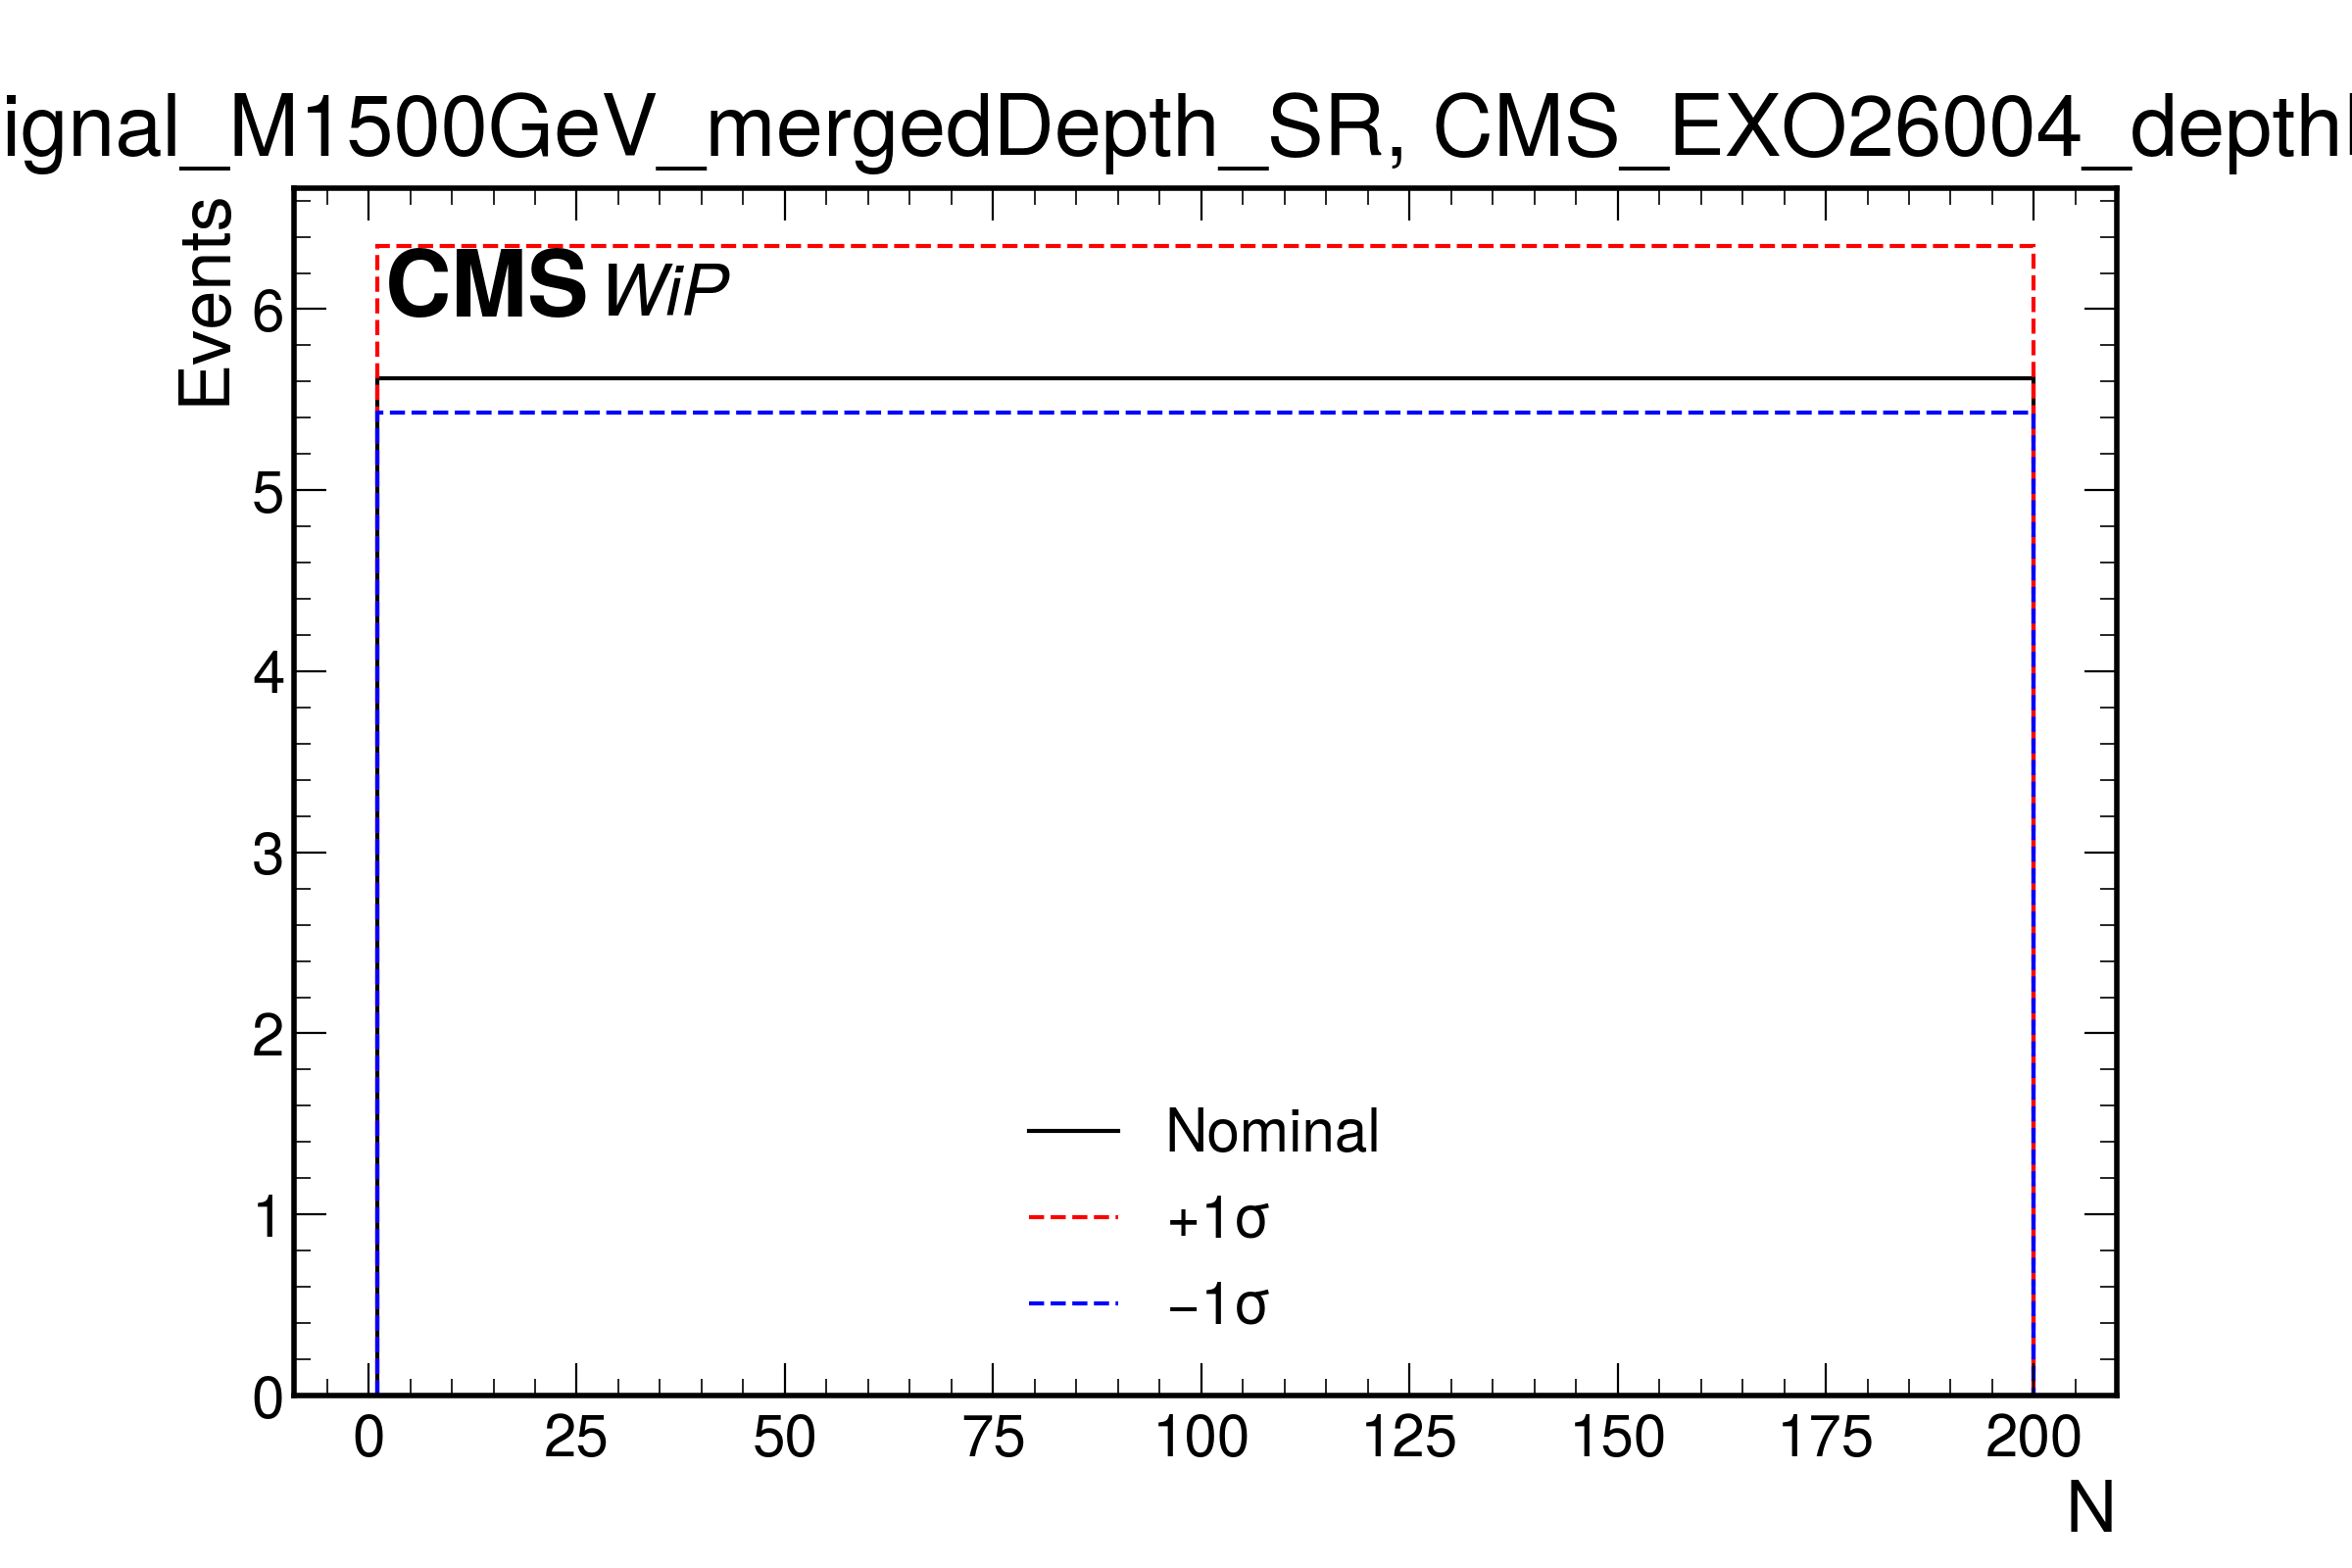 ignal_M1500GeV_mergedDepth_SR, CMS_EXO26004_depth
Events
CMS WiP
6
5
4
3
2
1
0
Nominal
+1σ
−1σ
0 25 50 75 100 125 150 175 200
N